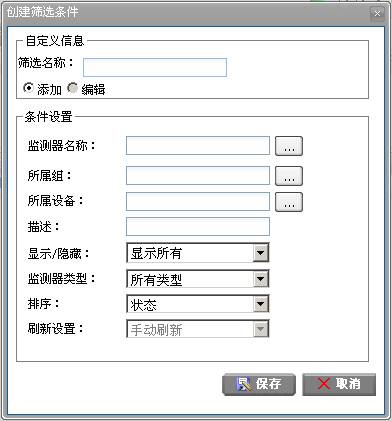 创建筛选条件
自定义信息
筛选名称：
添加 编辑
条件设置
监测器名称： ...
所属组： ...
所属设备： ...
描述：
显示/隐藏： 显示所有
监测器类型： 所有类型
排序： 状态
刷新设置： 手动刷新
保存 取消